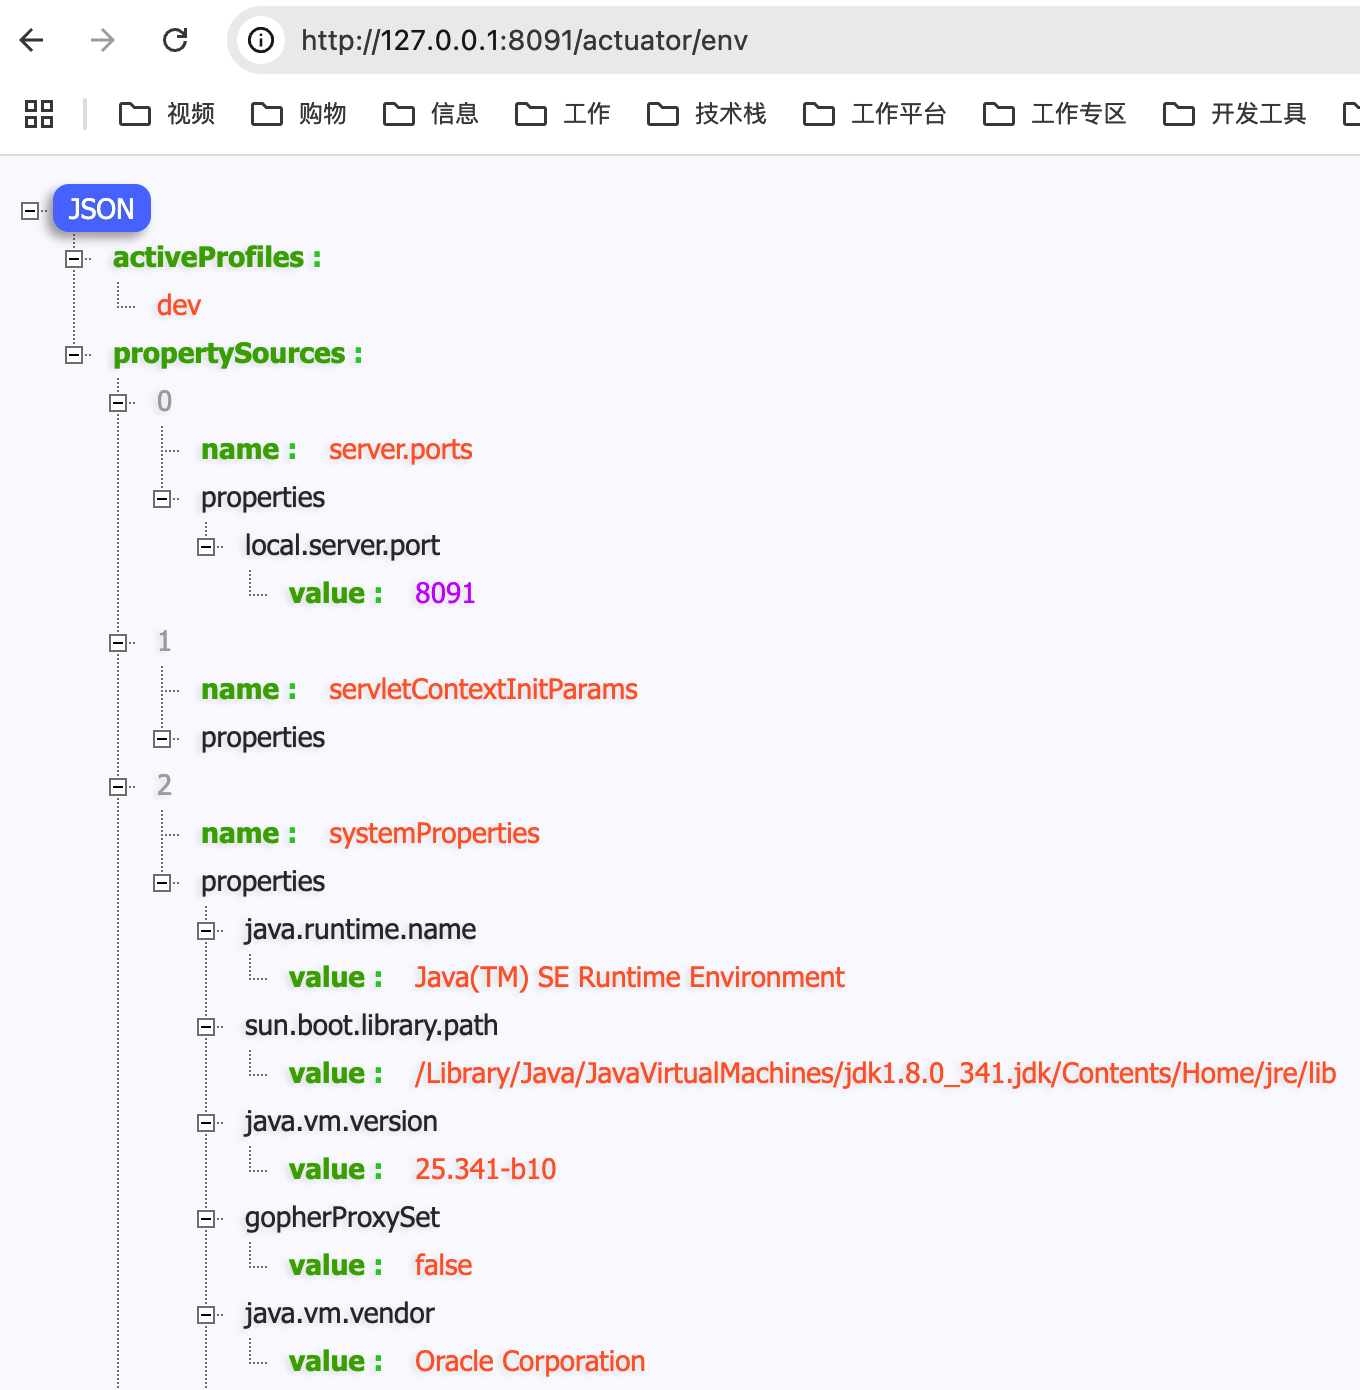 http://127.0.0.1:8091/actuator/env
视频 购物 信息 工作 技术栈 工作平台 工作专区 开发工具
JSON
activeProfiles :
dev
propertySources :
0
name : server.ports
properties
local.server.port
value : 8091
1
name : servletContextInitParams
properties
2
name : systemProperties
properties
java.runtime.name
value : Java(TM) SE Runtime Environment
sun.boot.library.path
value : /Library/Java/JavaVirtualMachines/jdk1.8.0_341.jdk/Contents/Home/jre/lib
java.vm.version
value : 25.341-b10
gopherProxySet
value : false
java.vm.vendor
value : Oracle Corporation